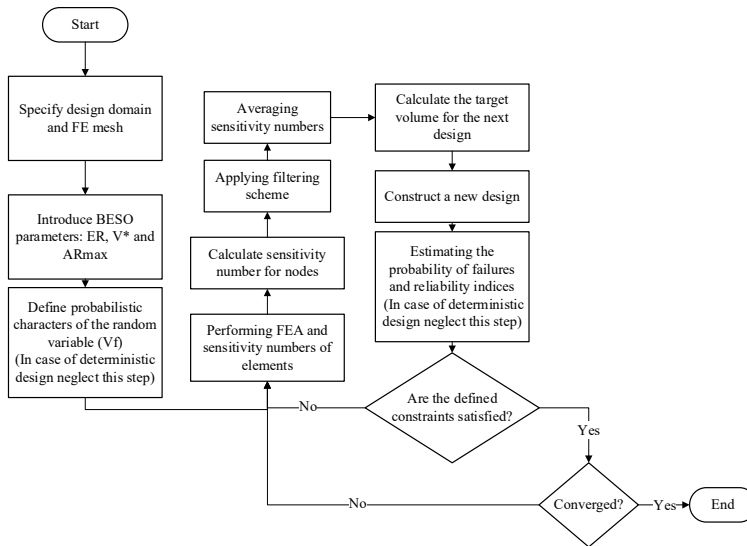 Start
Specify design domain
and FE mesh
Introduce BESO
parameters: ER, V* and
ARmax
Define probabilistic
characters of the random
variable (Vf)
(In case of deterministic
design neglect this step)
Performing FEA and
sensitivity numbers of
elements
Calculate sensitivity
number for nodes
Applying filtering
scheme
Averaging
sensitivity numbers
Calculate the target
volume for the next
design
Construct a new design
Estimating the
probability of failures
and reliability indices
(In case of deterministic
design neglect this step)
Are the defined
constraints satisfied?
No
Yes
Converged?
No
Yes
End